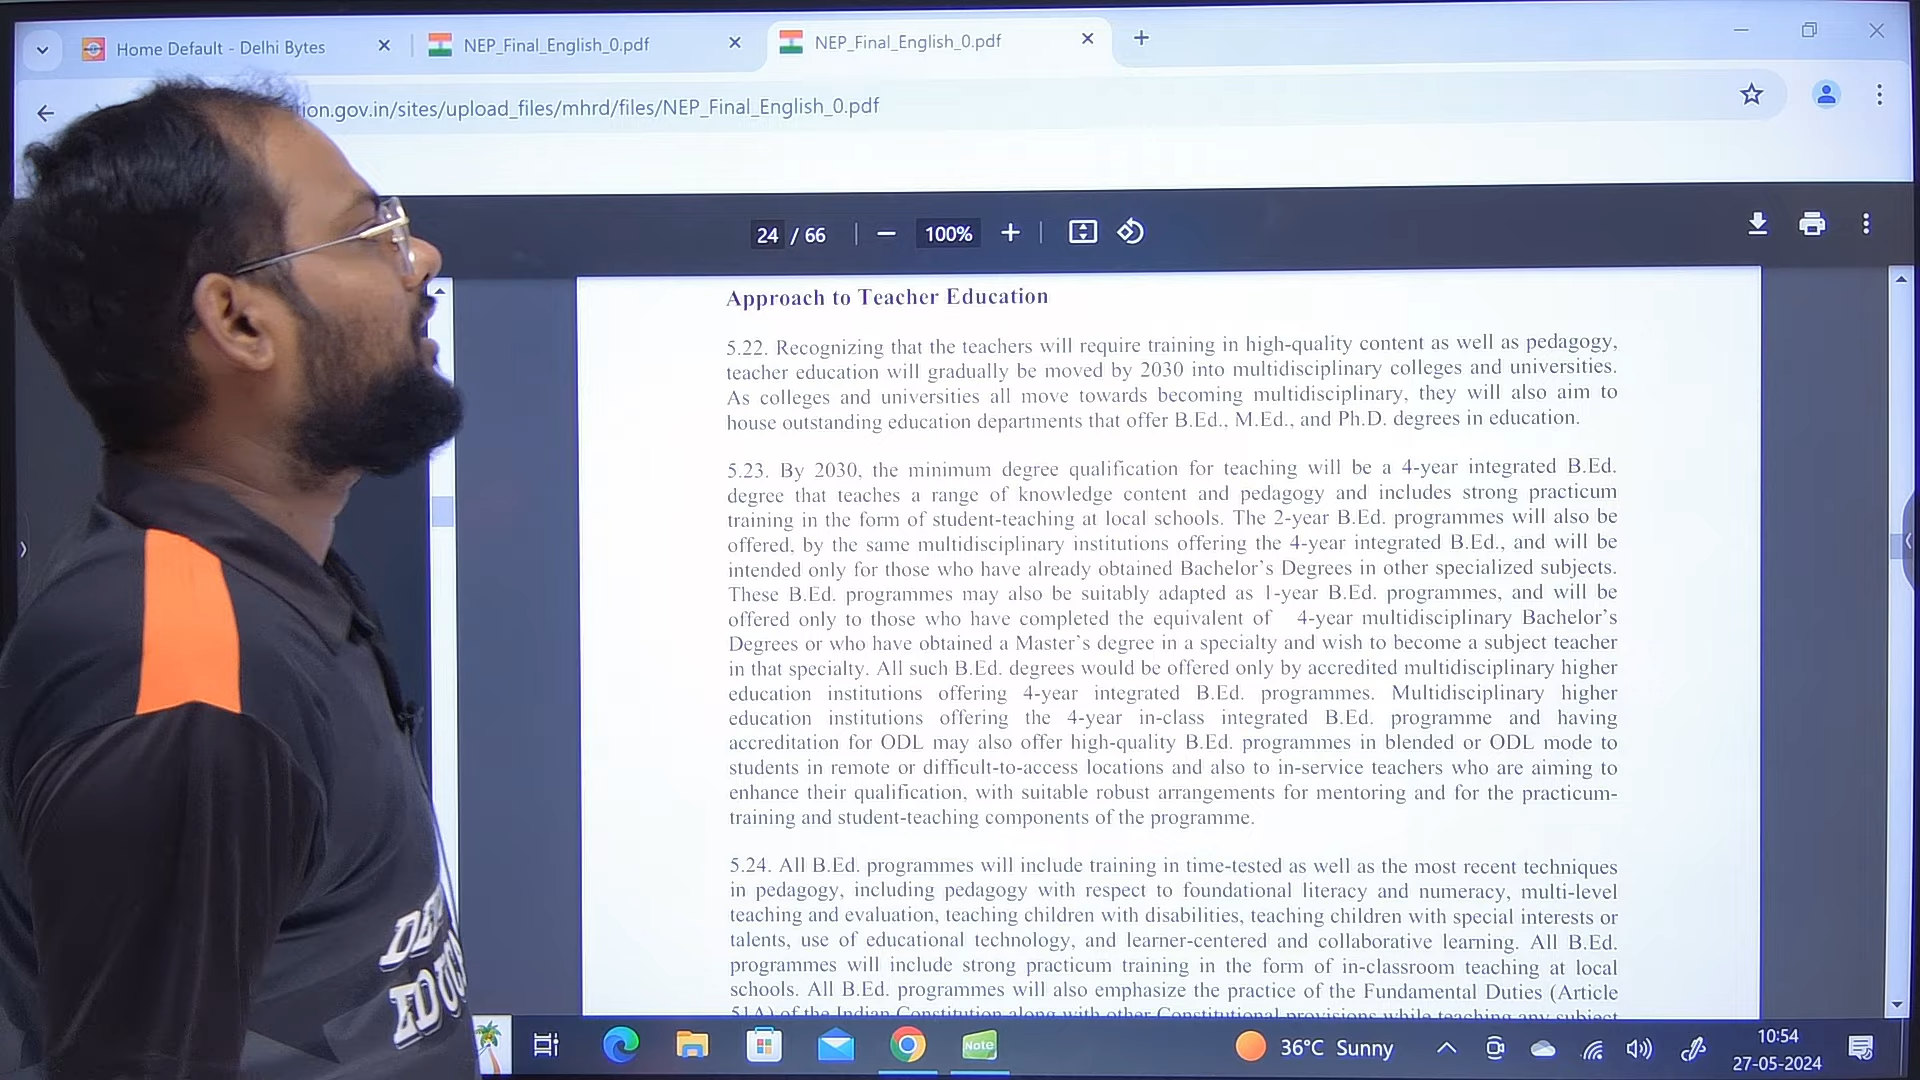 Home Default - Delhi Bytes
NEP_Final_English_0.pdf
NEP_Final_English_0.pdf
ion.gov.in/sites/upload_files/mhrd/files/NEP_Final_English_0.pdf
24 / 66
100%
Approach to Teacher Education
5.22. Recognizing that the teachers will require training in high-quality content as well as pedagogy,
teacher education will gradually be moved by 2030 into multidisciplinary colleges and universities.
As colleges and universities all move towards becoming multidisciplinary, they will also aim to
house outstanding education departments that offer B.Ed., M.Ed., and Ph.D. degrees in education.
5.23. By 2030, the minimum degree qualification for teaching will be a 4-year integrated B.Ed.
degree that teaches a range of knowledge content and pedagogy and includes strong practicum
training in the form of student-teaching at local schools. The 2-year B.Ed. programmes will also be
offered, by the same multidisciplinary institutions offering the 4-year integrated B.Ed., and will be
intended only for those who have already obtained Bachelor's Degrees in other specialized subjects.
These B.Ed. programmes may also be suitably adapted as 1-year B.Ed. programmes, and will be
offered only to those who have completed the equivalent of 4-year multidisciplinary Bachelor's
Degrees or who have obtained a Master's degree in a specialty and wish to become a subject teacher
in that specialty. All such B.Ed. degrees would be offered only by accredited multidisciplinary higher
education institutions offering 4-year integrated B.Ed. programmes. Multidisciplinary higher
education institutions offering the 4-year in-class integrated B.Ed. programme and having
accreditation for ODL may also offer high-quality B.Ed. programmes in blended or ODL mode to
students in remote or difficult-to-access locations and also to in-service teachers who are aiming to
enhance their qualification, with suitable robust arrangements for mentoring and for the practicum-
training and student-teaching components of the programme.
5.24. All B.Ed. programmes will include training in time-tested as well as the most recent techniques
in pedagogy, including pedagogy with respect to foundational literacy and numeracy, multi-level
teaching and evaluation, teaching children with disabilities, teaching children with special interests or
talents, use of educational technology, and learner-centered and collaborative learning. All B.Ed.
programmes will include strong practicum training in the form of in-classroom teaching at local
schools. All B.Ed. programmes will also emphasize the practice of the Fundamental Duties (Article
51A) of the Indian Constitution along with other Constitutional provisions while teaching any subject
Note
36°C Sunny
10:54
27-05-2024